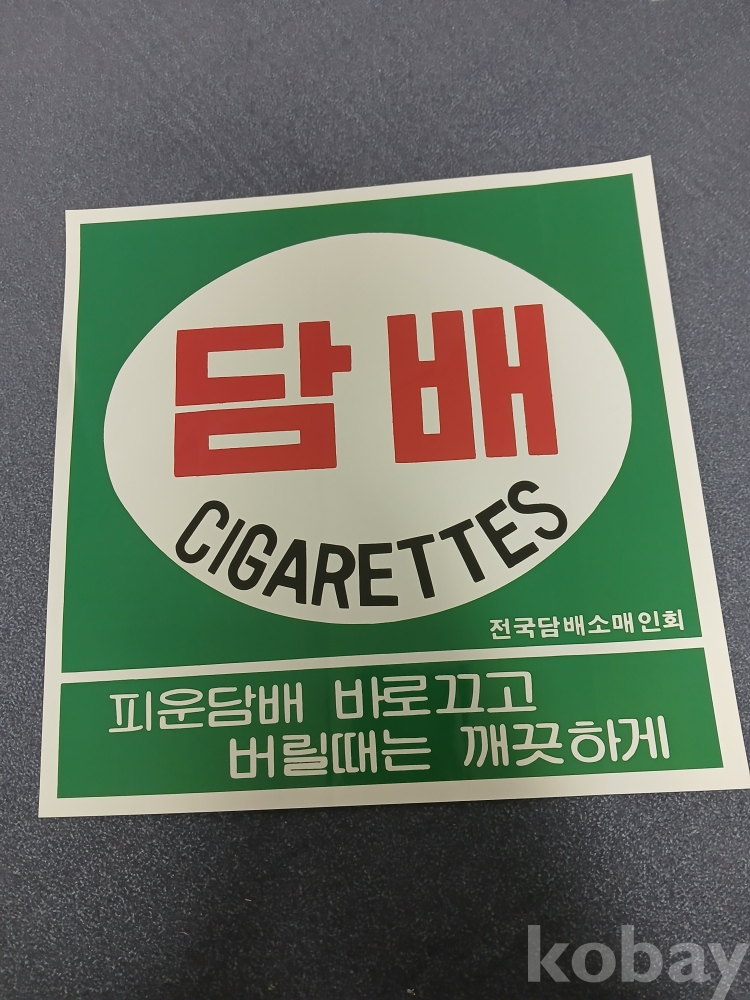 담배
CIGARETTES
전국담배소매인회
피운담배 바로끄고
버릴때는 깨끗하게
kobay